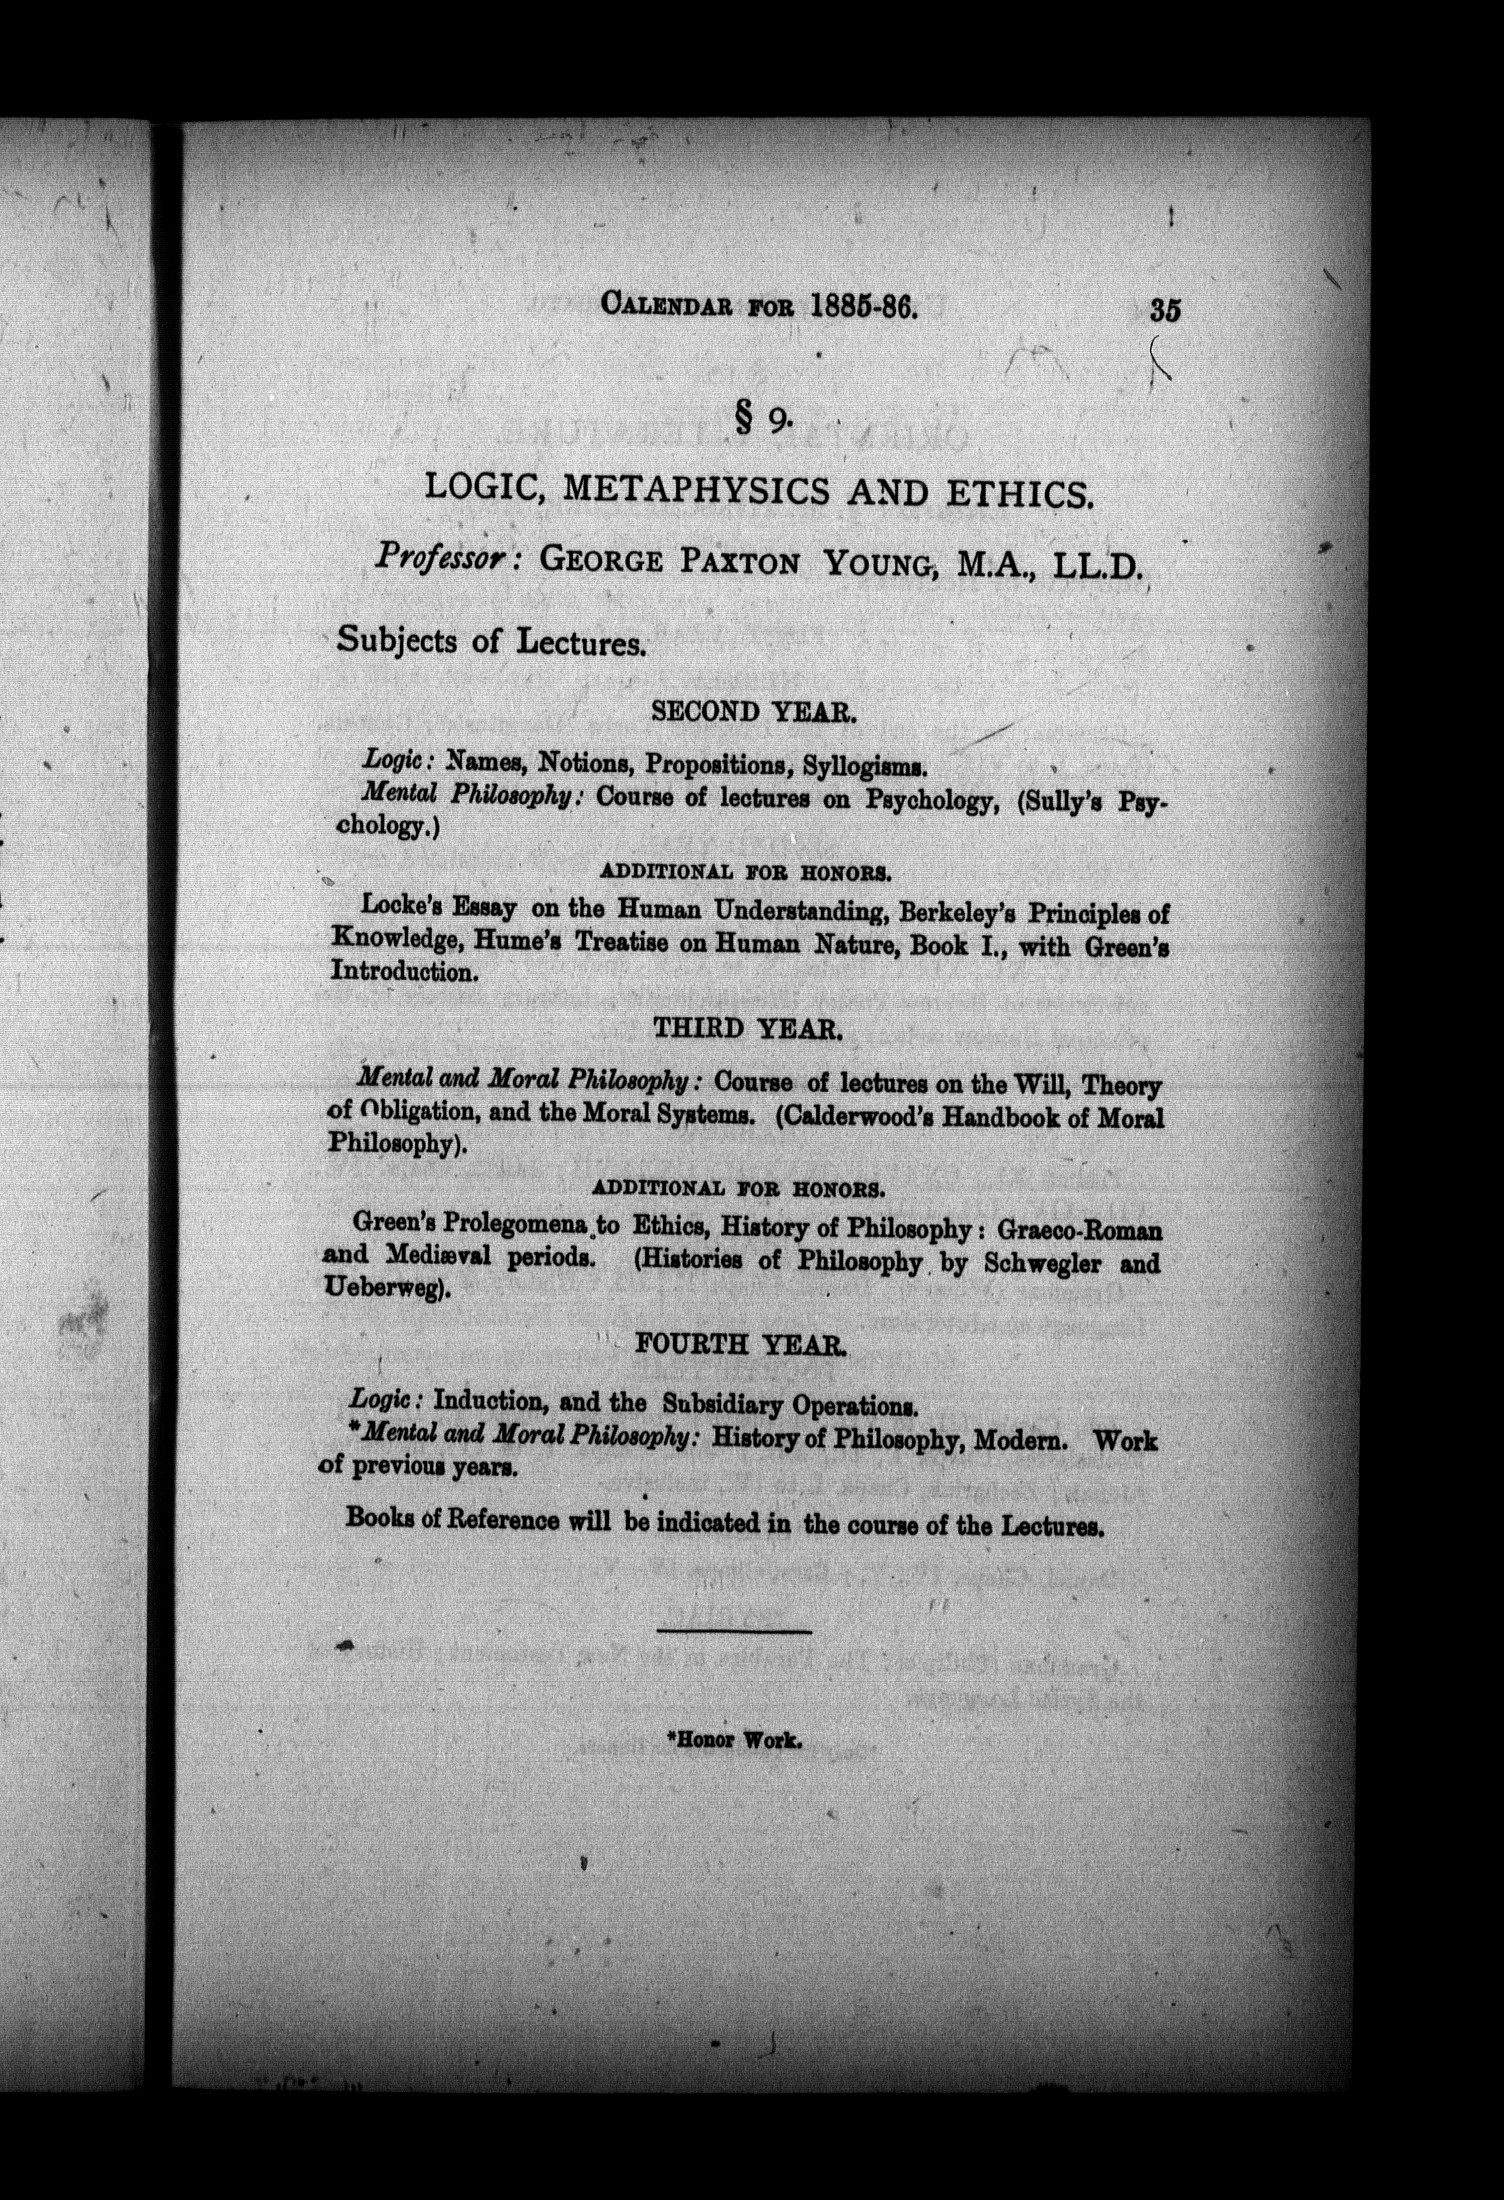 CALENDAR FOR 1885-86. 35
§ 9.
LOGIC, METAPHYSICS AND ETHICS.
Professor: GEORGE PAXTON YOUNG, M.A., LL.D.
Subjects of Lectures.
SECOND YEAR.
Logic: Names, Notions, Propositions, Syllogisms.
Mental Philosophy: Course of lectures on Psychology, (Sully's Psy-
chology.)
ADDITIONAL FOR HONORS.
Locke's Essay on the Human Understanding, Berkeley's Principles of
Knowledge, Hume's Treatise on Human Nature, Book I., with Green's
Introduction.
THIRD YEAR.
Mental and Moral Philosophy: Course of lectures on the Will, Theory
of Obligation, and the Moral Systems. (Calderwood's Handbook of Moral
Philosophy).
ADDITIONAL FOR HONORS.
Green's Prolegomena to Ethics, History of Philosophy: Graeco-Roman
and Mediæval periods. (Histories of Philosophy by Schwegler and
Ueberweg).
FOURTH YEAR.
Logic: Induction, and the Subsidiary Operations.
*Mental and Moral Philosophy: History of Philosophy, Modern. Work
of previous years.
Books of Reference will be indicated in the course of the Lectures.
*Honor Work.